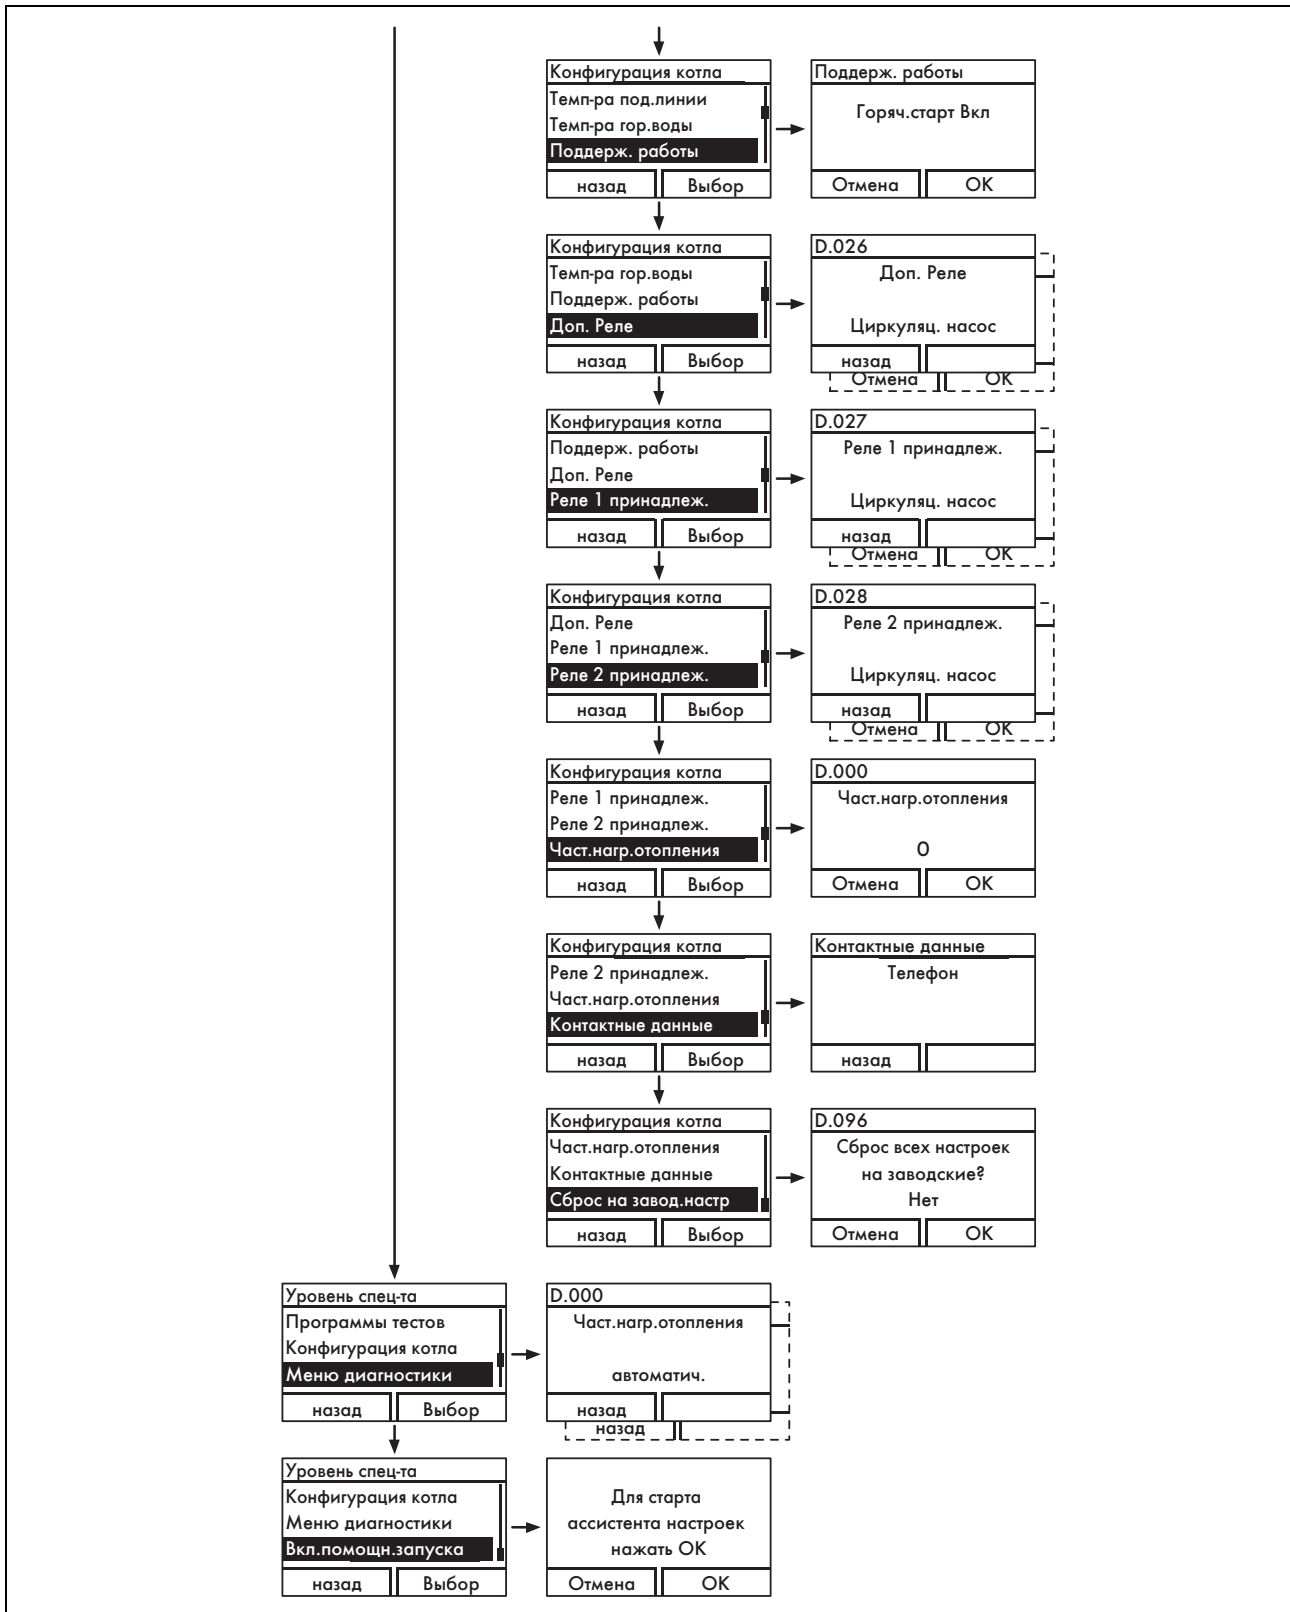 Конфигурация котла
Темп-ра под.линии
Темп-ра гор.воды
Поддерж. работы
назад Выбор
Поддерж. работы
Горяч.старт Вкл
Отмена OK
Конфигурация котла
Темп-ра гор.воды
Поддерж. работы
Доп. Реле
назад Выбор
D.026
Доп. Реле
Циркуляц. насос
назад
Отмена OK
Конфигурация котла
Поддерж. работы
Доп. Реле
Реле 1 принадлеж.
назад Выбор
D.027
Реле 1 принадлеж.
Циркуляц. насос
назад
Отмена OK
Конфигурация котла
Доп. Реле
Реле 1 принадлеж.
Реле 2 принадлеж.
назад Выбор
D.028
Реле 2 принадлеж.
Циркуляц. насос
назад
Отмена OK
Конфигурация котла
Реле 1 принадлеж.
Реле 2 принадлеж.
Част.нагр.отопления
назад Выбор
D.000
Част.нагр.отопления
0
Отмена OK
Конфигурация котла
Реле 2 принадлеж.
Част.нагр.отопления
Контактные данные
назад Выбор
Контактные данные
Телефон
назад
Конфигурация котла
Част.нагр.отопления
Контактные данные
Сброс на завод.настр
назад Выбор
D.096
Сброс всех настроек
на заводские?
Нет
Отмена OK
Уровень спец-та
Программы тестов
Конфигурация котла
Меню диагностики
назад Выбор
D.000
Част.нагр.отопления
автоматич.
назад
назад
Уровень спец-та
Конфигурация котла
Меню диагностики
Вкл.помощн.запуска
назад Выбор
Для старта
ассистента настроек
нажать OK
Отмена OK